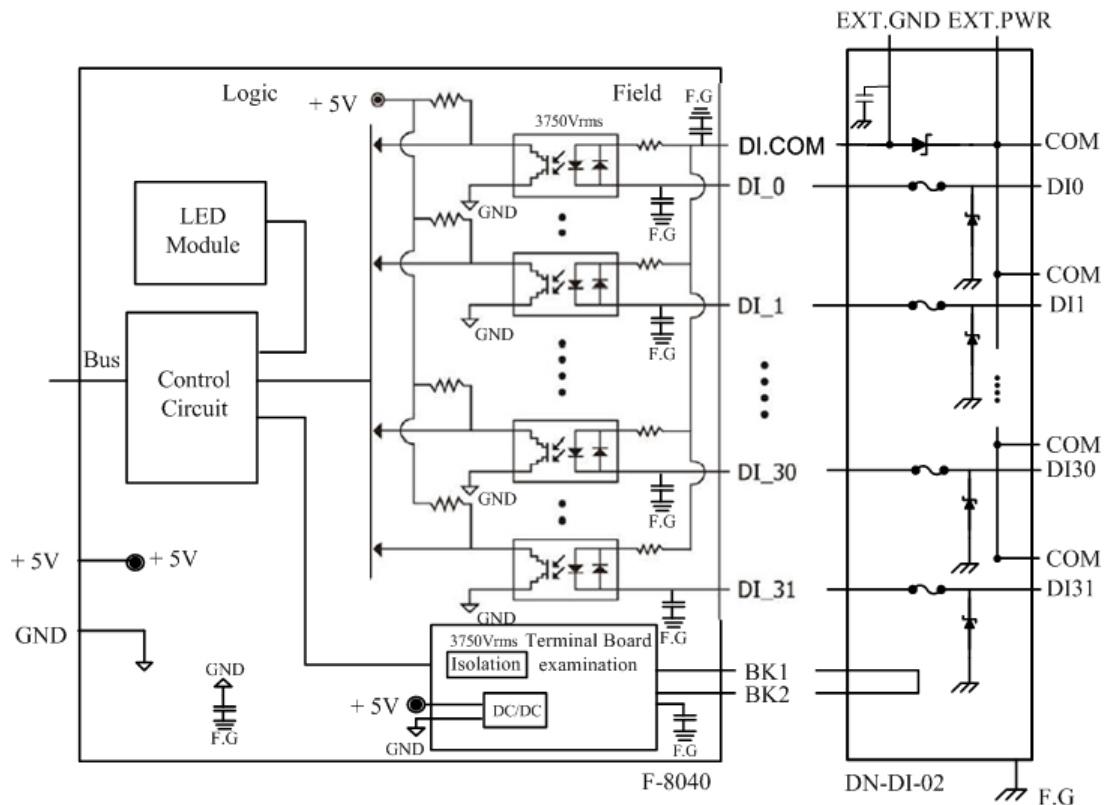 EXT.GND EXT.PWR
Logic
+ 5V
Field
F.G
3750Vrms
DI.COM
COM
DI_0
DI0
GND
F.G
LED
Module
COM
DI_1
DI1
GND
F.G
Bus
Control
Circuit
COM
DI_30
DI30
GND
F.G
COM
+ 5V
+ 5V
DI_31
DI31
GND
F.G
GND
3750Vrms
Terminal Board
examination
Isolation
BK1
BK2
GND
F.G
+ 5V
DC/DC
GND
F.G
F-8040
DN-DI-02
F.G